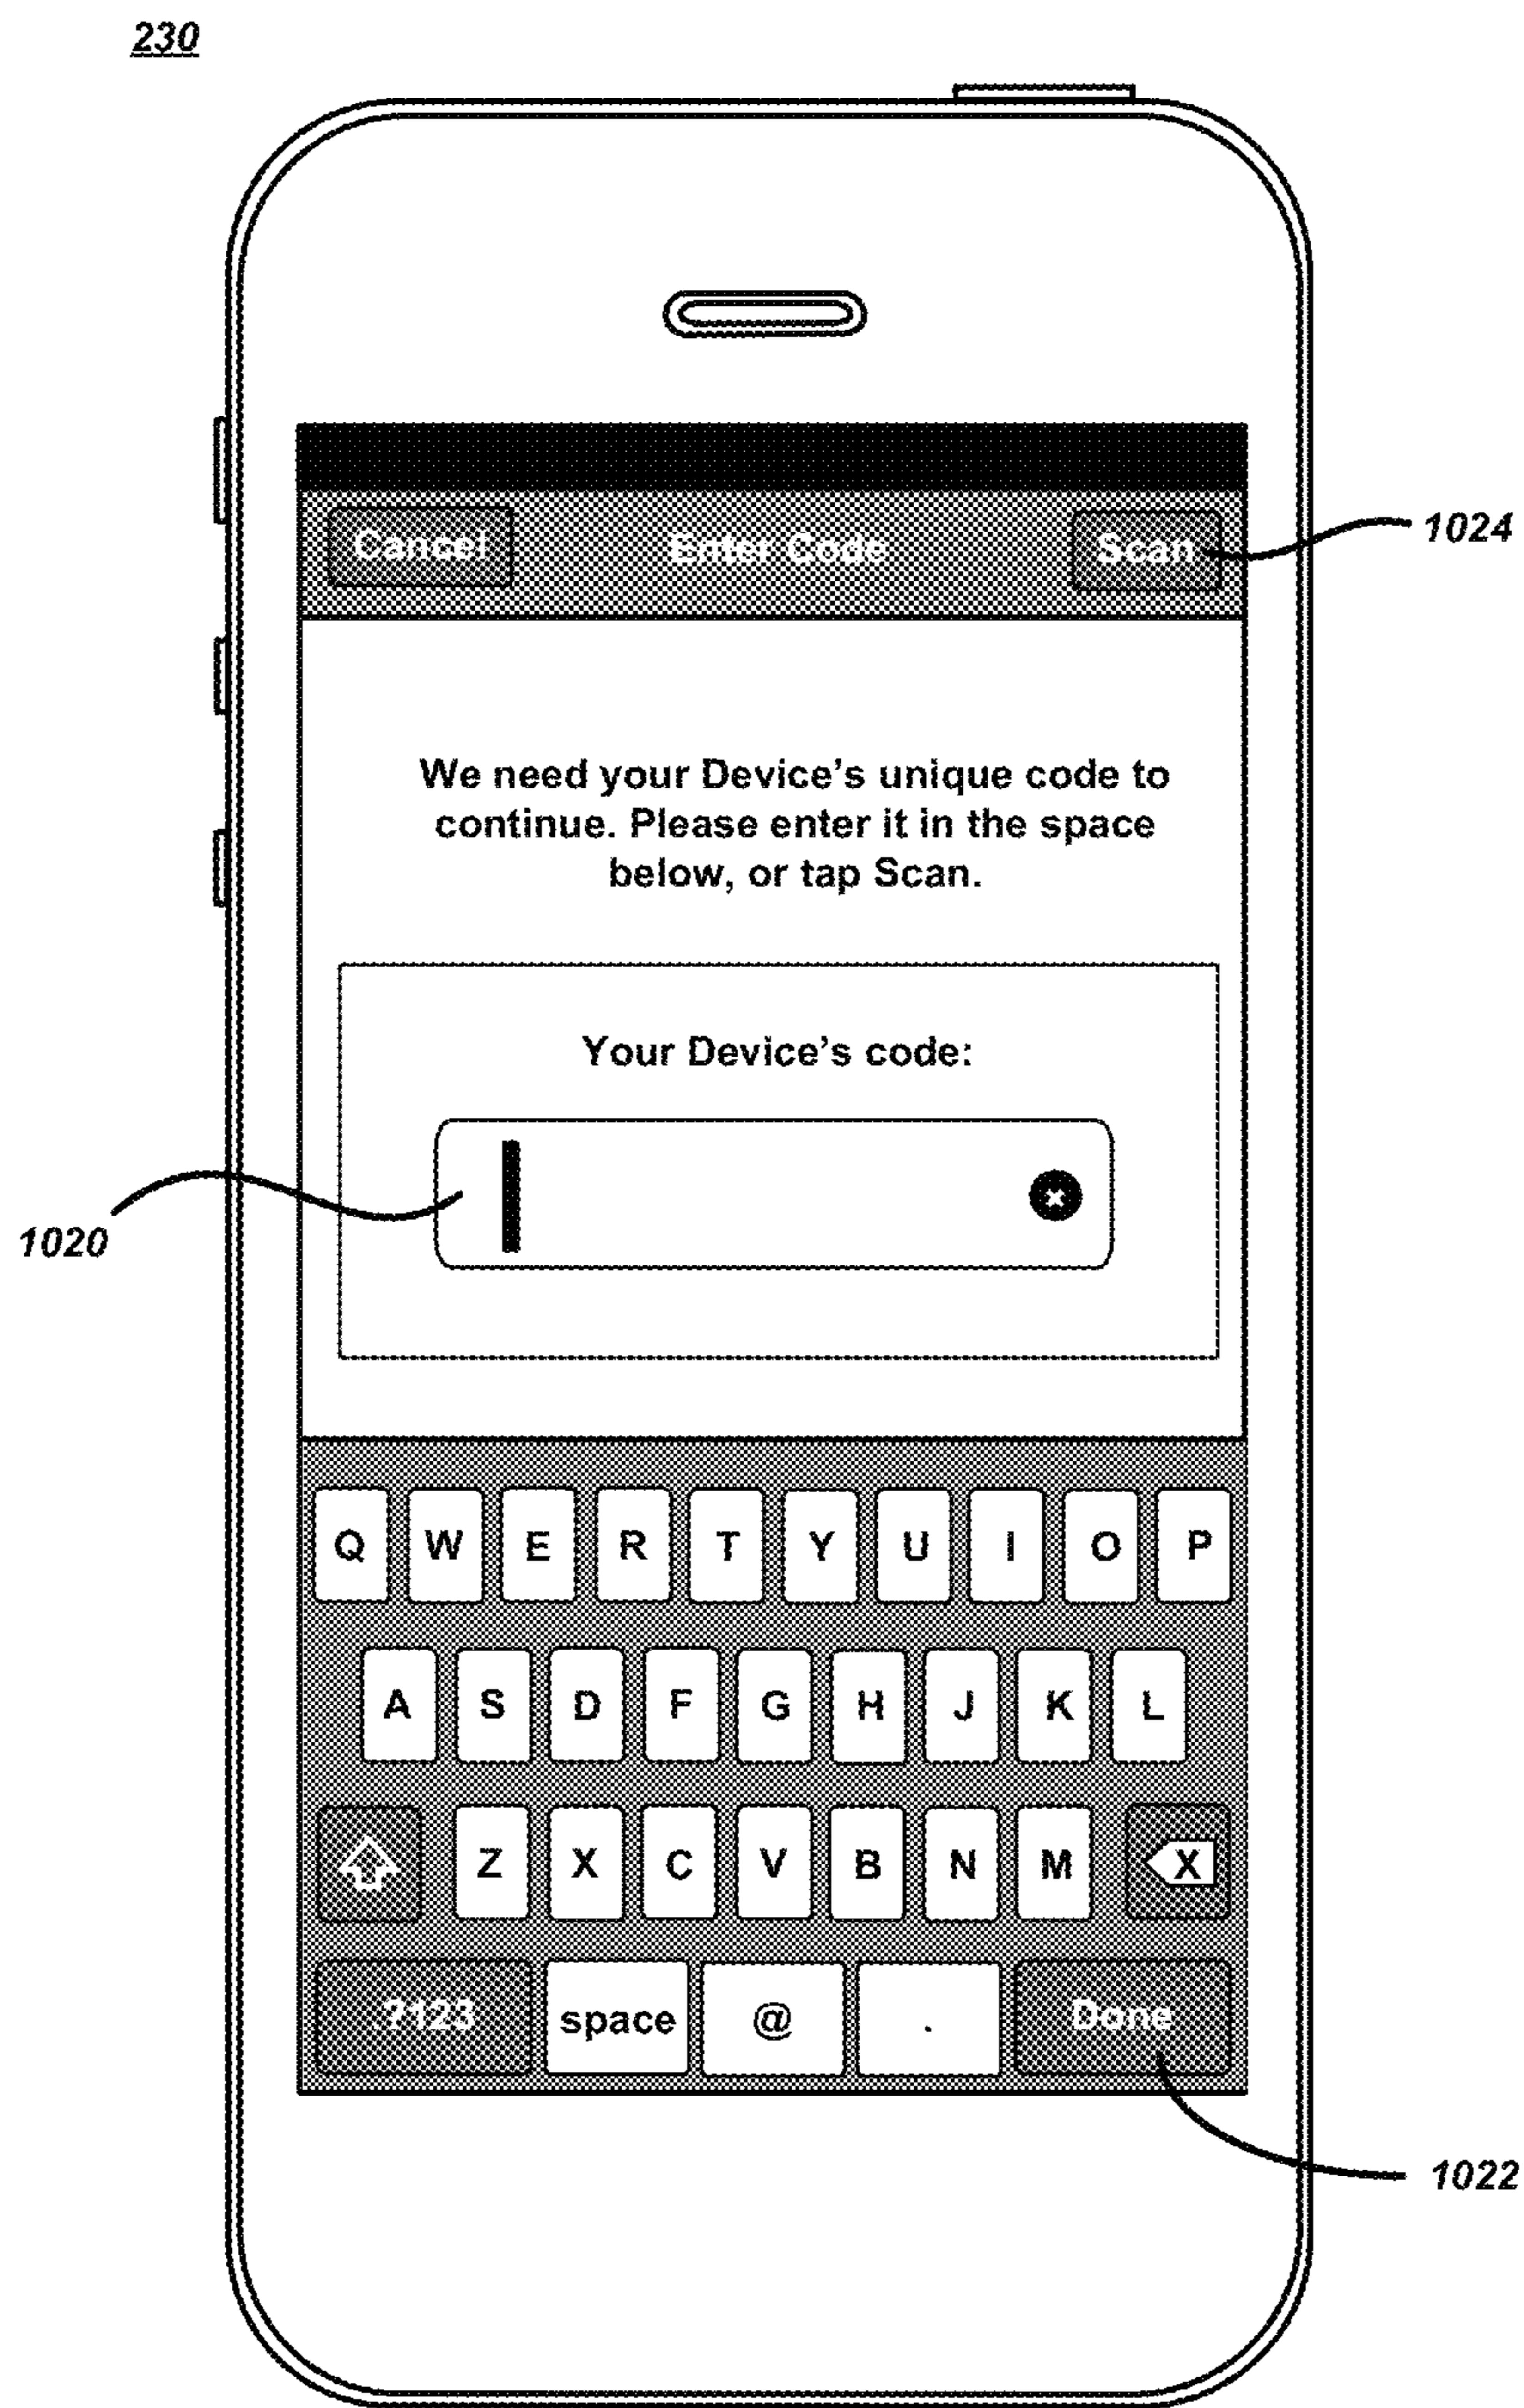 230
Cancel Enter Code Scan
1024
We need your Device's unique code to
continue. Please enter it in the space
below, or tap Scan.
Your Device's code:
1020
Q W E R T Y U I O P
A S D F G H J K L
Z X C V B N M X
.?123 space @ . Done
1022